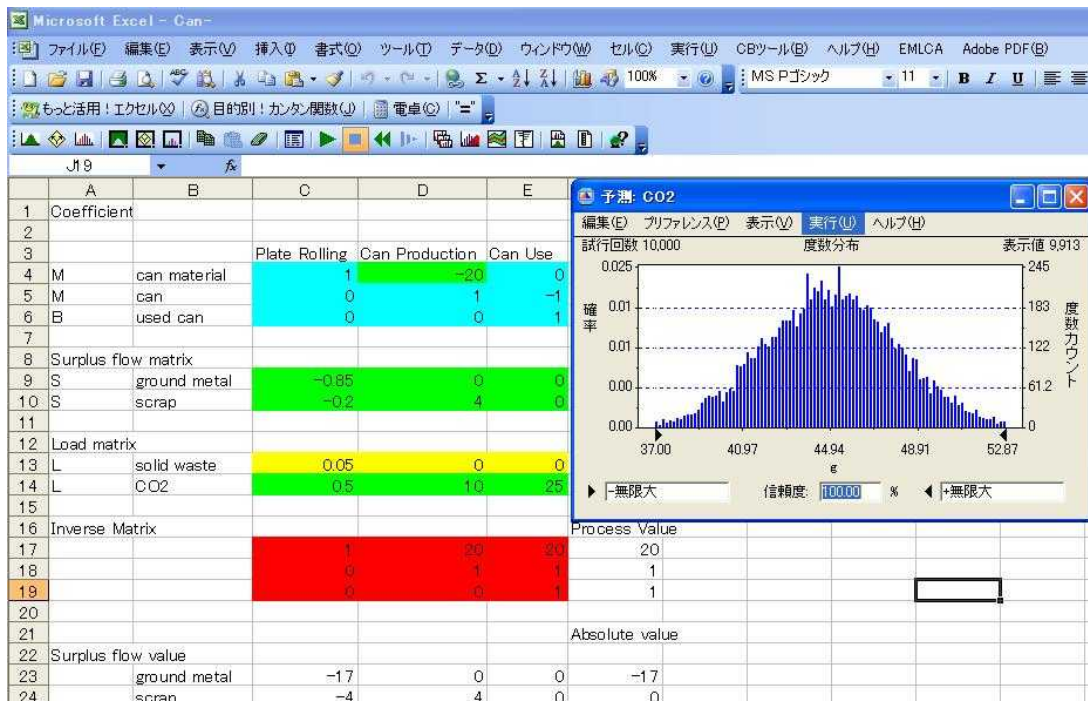 Microsoft Excel - Can-
ファイル(F) 編集(E) 表示(V) 挿入(I) 書式(O) ツール(T) データ(D) ウィンドウ(W) セル(C) 実行(U) CBツール(B) ヘルプ(H) EMLCA Adobe PDF(B)
100% MS Pゴシック 11 B I U
もっと活用！エクセル(X) 目的別！カンタン関数(J) 電卓(C) "="
J19 fx
A B C D E
1 Coefficient
2
3 Plate Rolling Can Production Can Use
4 M can material 1 -20 0
5 M can 0 1 -1
6 B used can 0 0 1
7
8 Surplus flow matrix
9 S ground metal -0.85 0 0
10 S scrap -0.2 4 0
11
12 Load matrix
13 L solid waste 0.05 0 0
14 L CO2 0.5 10 25
15
16 Inverse Matrix Process Value
17 1 20 20 20
18 0 1 1 1
19 0 0 1 1
20
21 Absolute value
22 Surplus flow value
23 ground metal -17 0 0 -17
24 scrap -4 4 0 0
予測: CO2
編集(E) プリファレンス(P) 表示(V) 実行(U) ヘルプ(H)
試行回数 10,000 度数分布 表示値 9,913
0.025 245
0.01 183
0.01 122
0.00 61.2
0.00 0
確率
度数カウント
37.00 40.97 44.94 48.91 52.87
g
-無限大 信頼度: 100.00 % +無限大